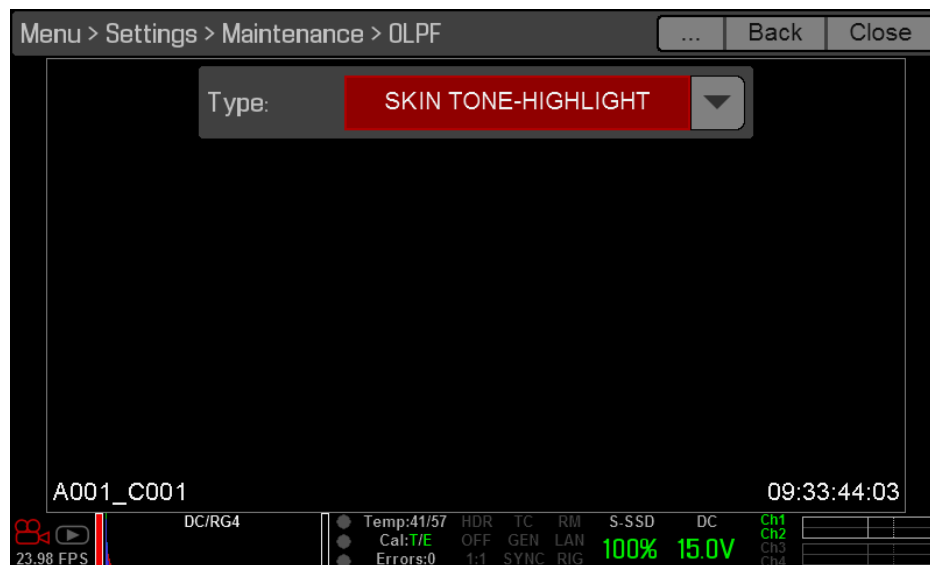 Menu > Settings > Maintenance > OLPF ... Back Close
Type: SKIN TONE-HIGHLIGHT
A001_C001 09:33:44:03
DC/RG4 Temp:41/57 HDR TC RM S-SSD DC Ch1
Cal:T/E OFF GEN LAN 100% 15.0V Ch2
Ch3
23.98 FPS Errors:0 1:1 SYNC RIG Ch4